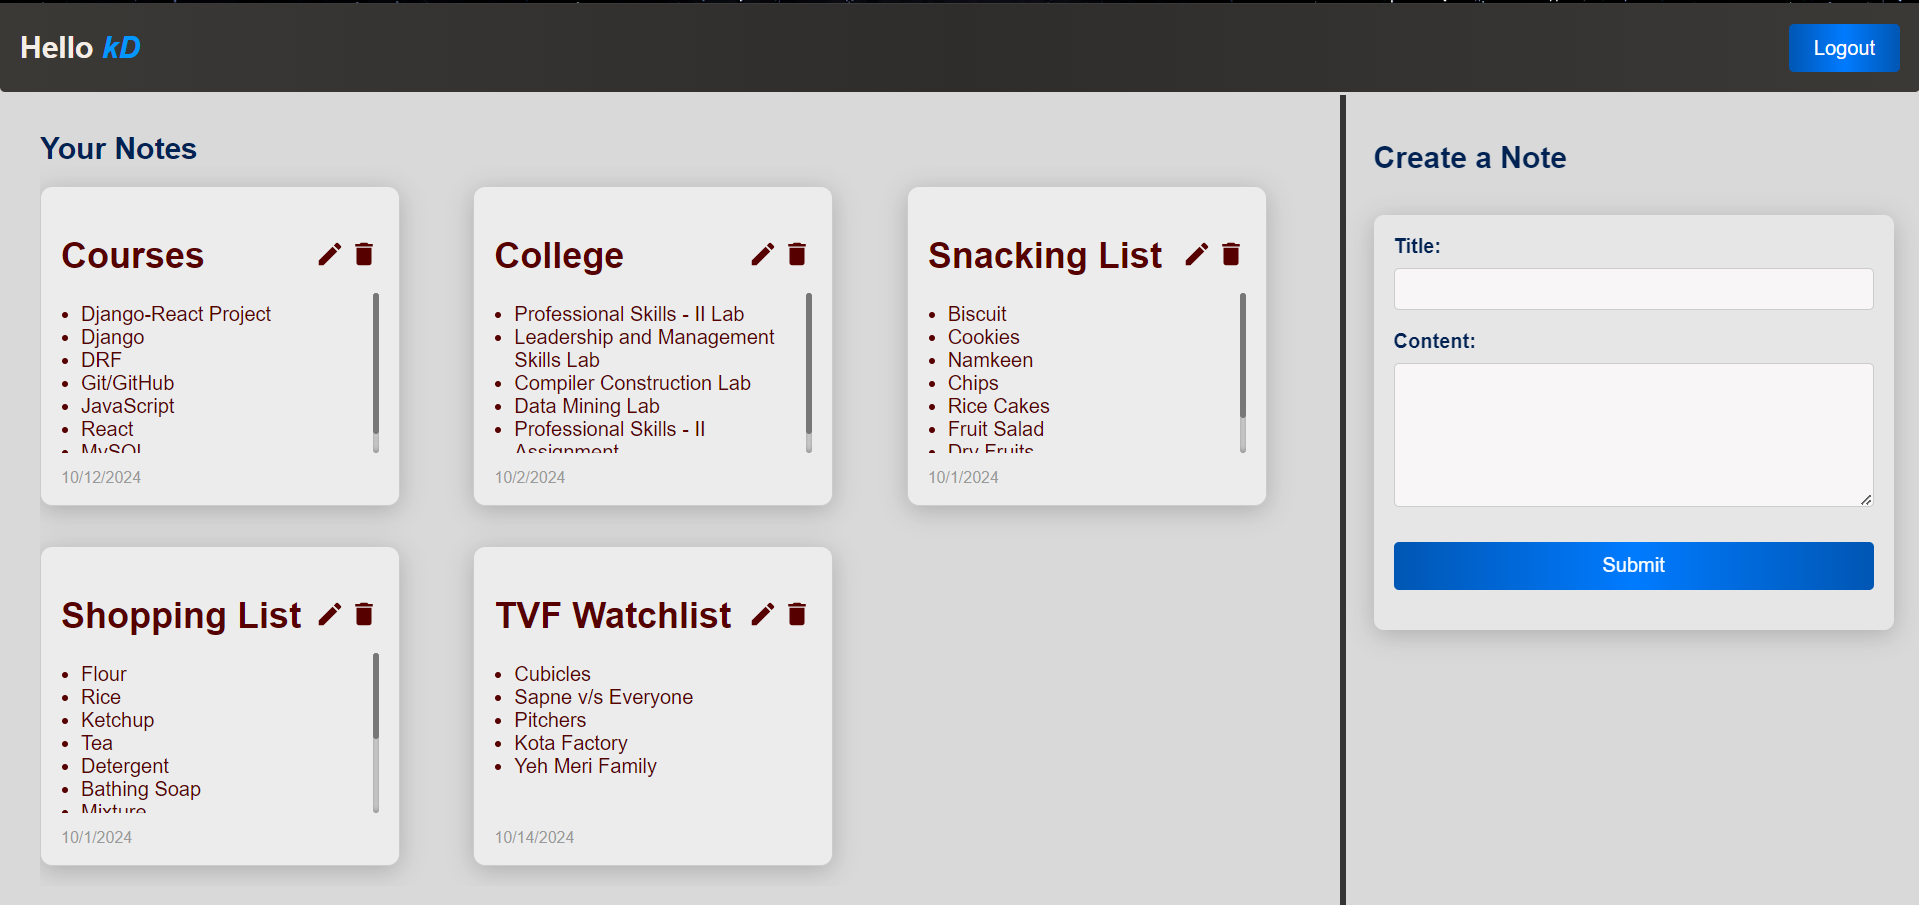 Hello kD
Logout
Your Notes
Courses
Django-React Project
Django
DRF
Git/GitHub
JavaScript
React
MySQL
10/12/2024
College
Professional Skills - II Lab
Leadership and Management
Skills Lab
Compiler Construction Lab
Data Mining Lab
Professional Skills - II
Assignment
10/2/2024
Snacking List
Biscuit
Cookies
Namkeen
Chips
Rice Cakes
Fruit Salad
Dry Fruits
10/1/2024
Shopping List
Flour
Rice
Ketchup
Tea
Detergent
Bathing Soap
Mixture
10/1/2024
TVF Watchlist
Cubicles
Sapne v/s Everyone
Pitchers
Kota Factory
Yeh Meri Family
10/14/2024
Create a Note
Title:
Content:
Submit